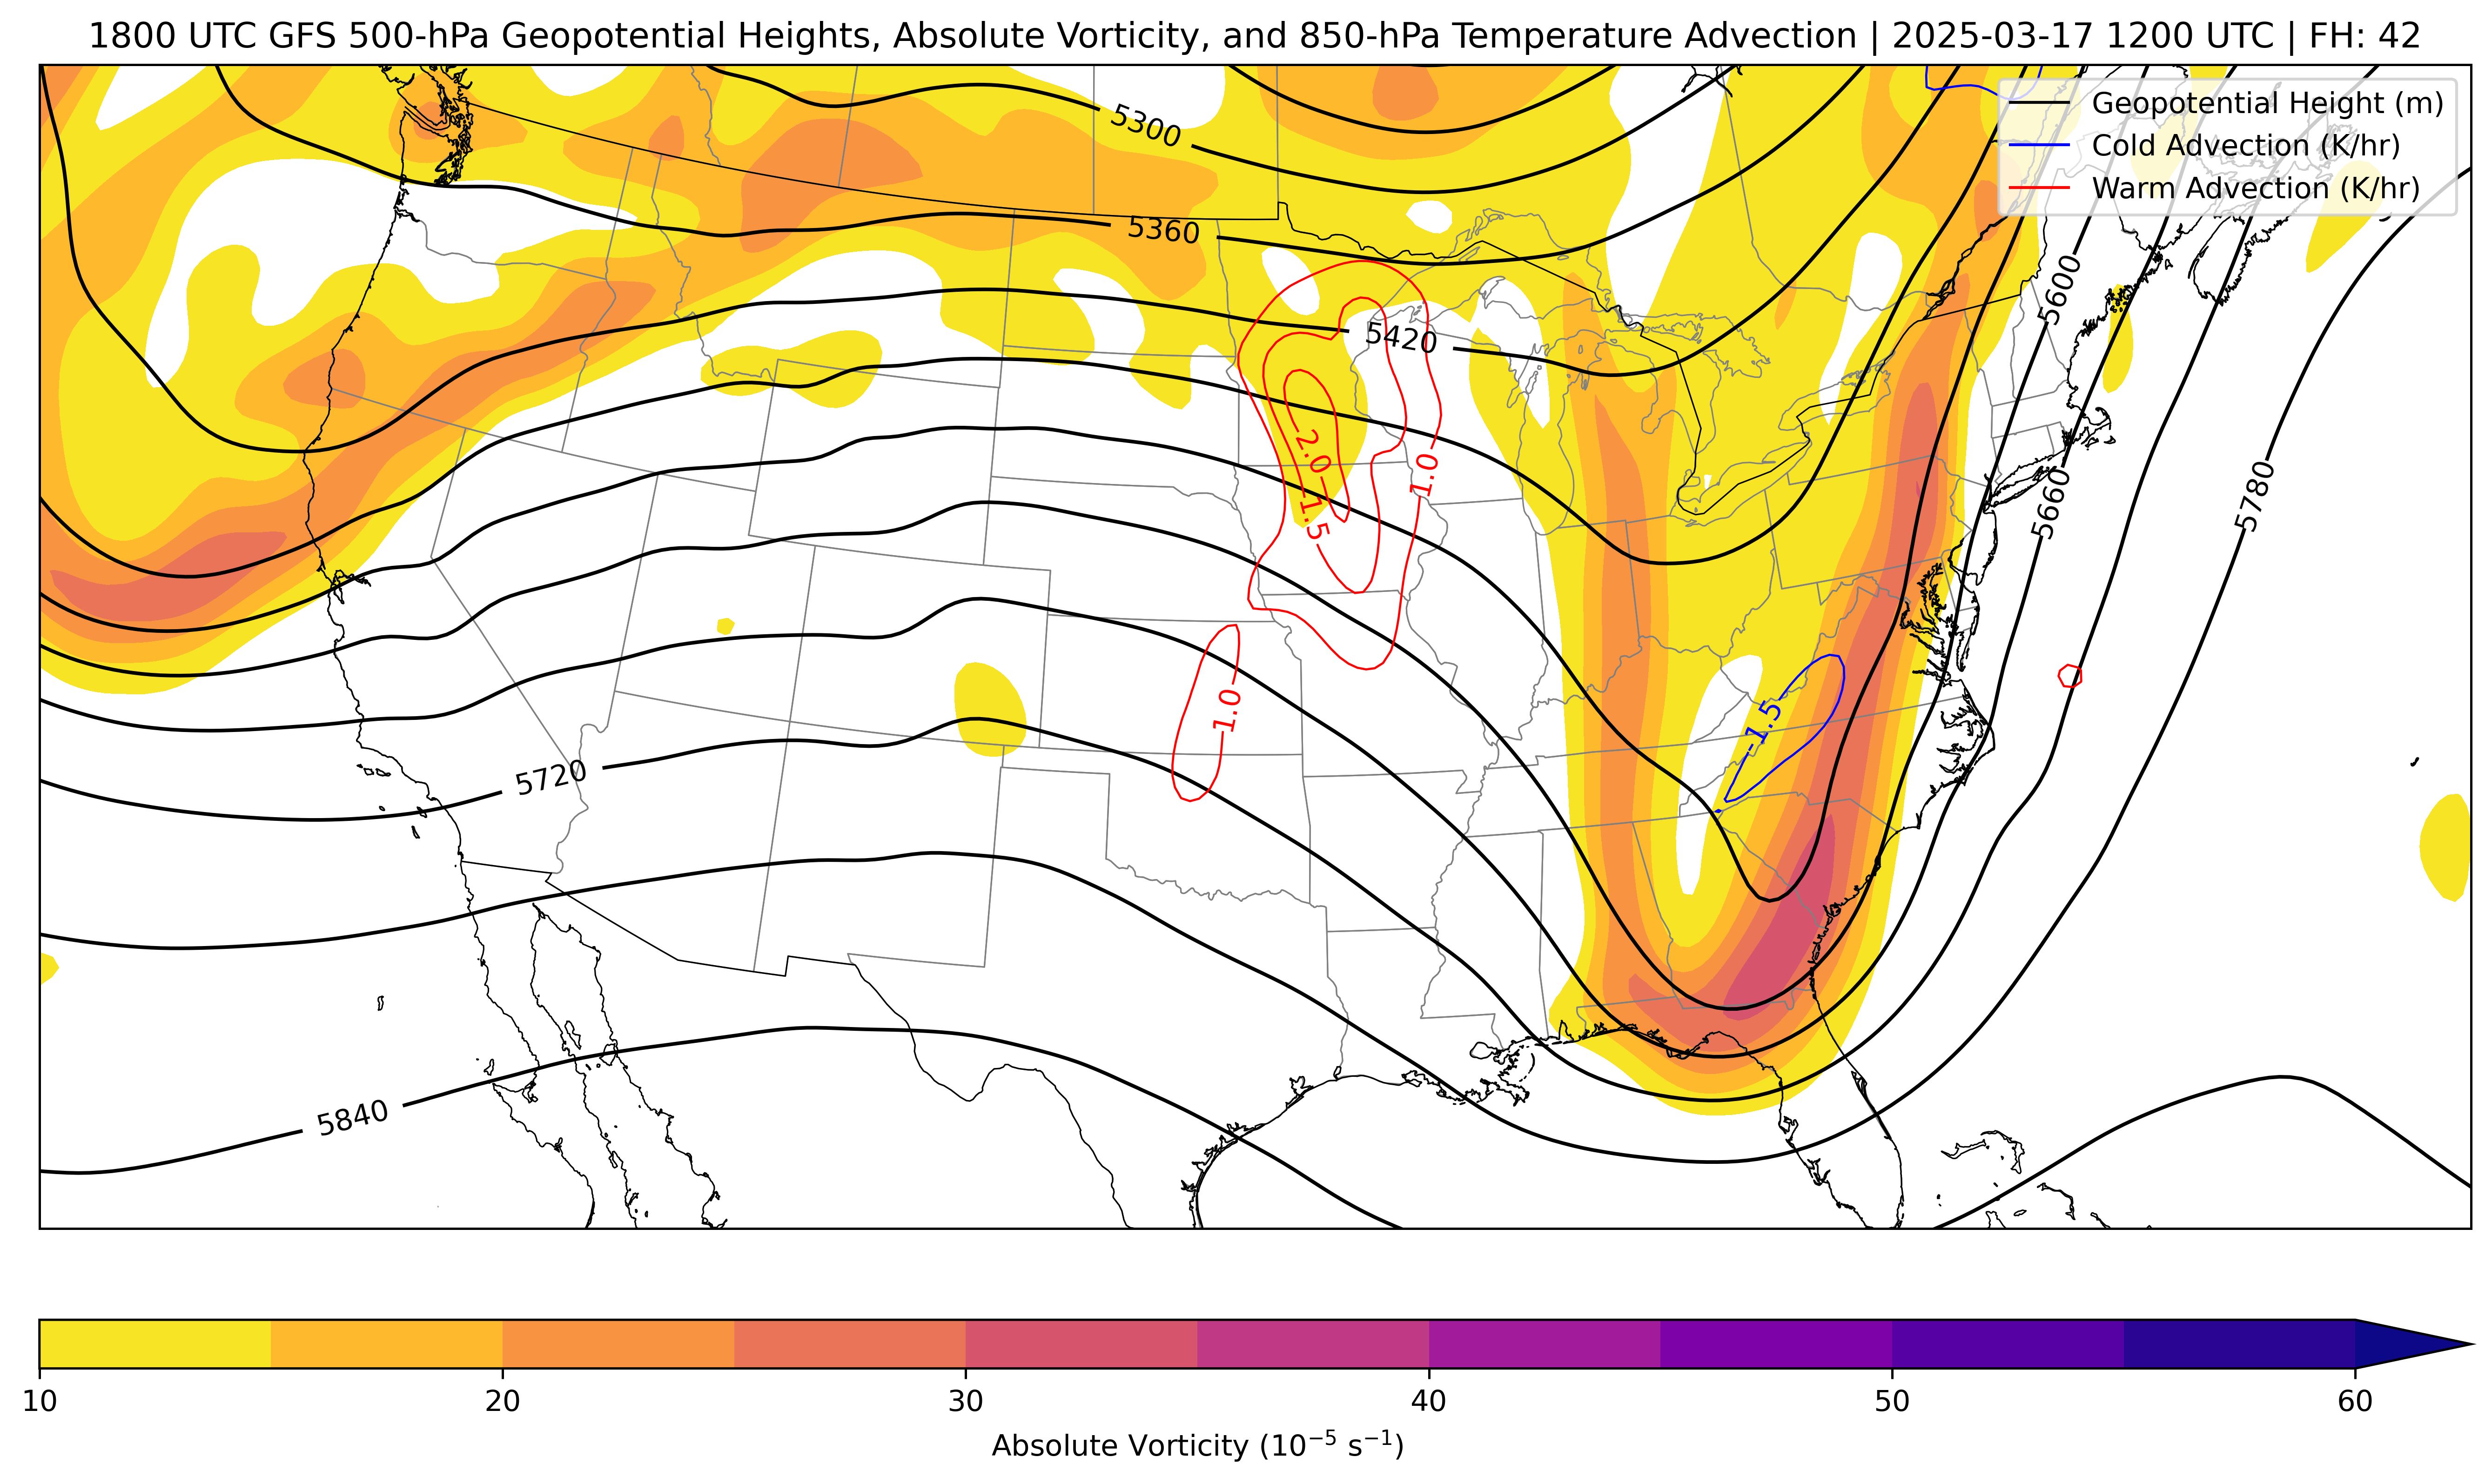 1800 UTC GFS 500-hPa Geopotential Heights, Absolute Vorticity, and 850-hPa Temperature Advection | 2025-03-17 1200 UTC | FH: 42
Geopotential Height (m)
Cold Advection (K/hr)
Warm Advection (K/hr)
5300
5360
5420
5600
5660
5780
2.0
1.5
1.0
1.0
−1.5
5720
5840
10 20 30 40 50 60
Absolute Vorticity (10⁻⁵ s⁻¹)